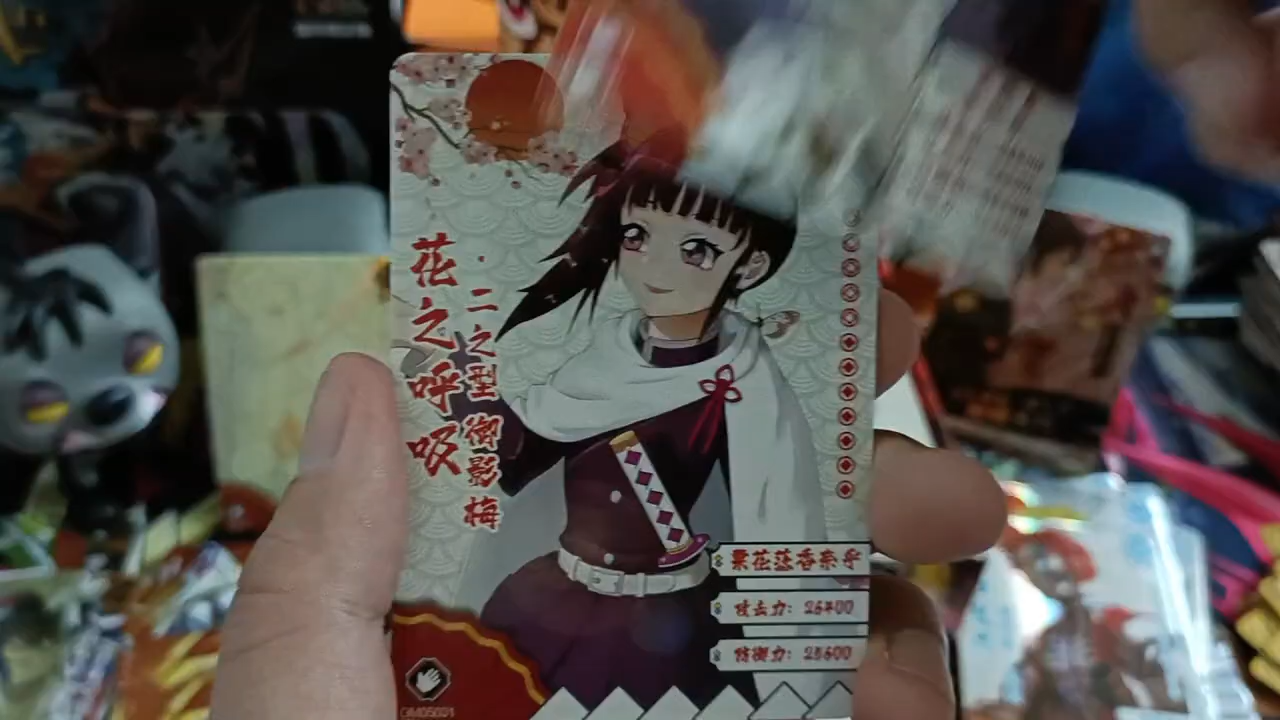 花之呼吸
二之型 御影梅
栗花落香奈乎
攻击力: 26400
防御力: 25600